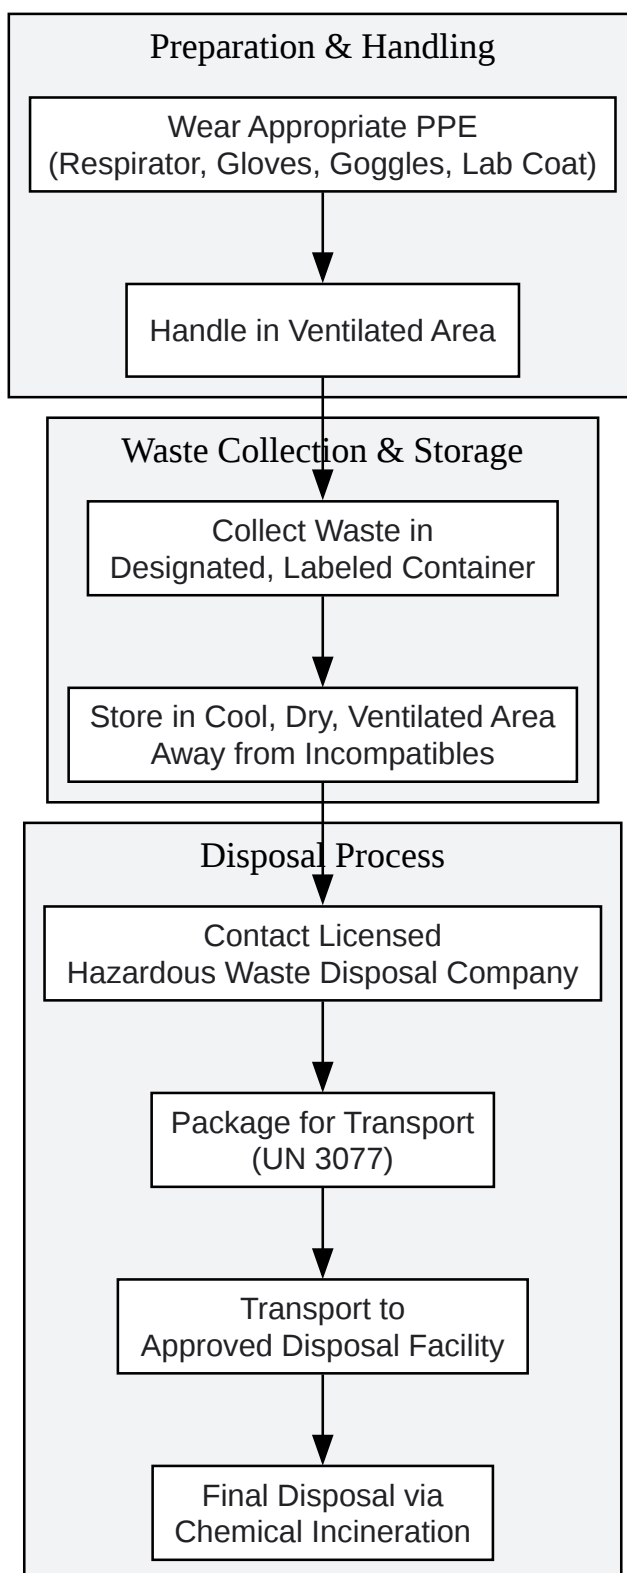 Preparation & Handling
Wear Appropriate PPE
(Respirator, Gloves, Goggles, Lab Coat)
Handle in Ventilated Area
Waste Collection & Storage
Collect Waste in
Designated, Labeled Container
Store in Cool, Dry, Ventilated Area
Away from Incompatibles
Disposal Process
Contact Licensed
Hazardous Waste Disposal Company
Package for Transport
(UN 3077)
Transport to
Approved Disposal Facility
Final Disposal via
Chemical Incineration